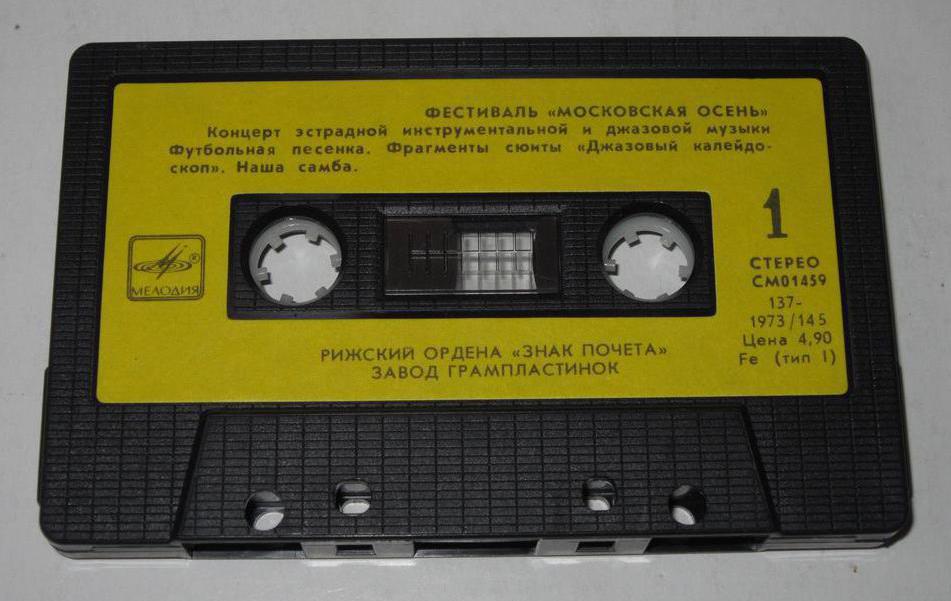 ФЕСТИВАЛЬ «МОСКОВСКАЯ ОСЕНЬ»
Концерт эстрадной инструментальной и джазовой музыки
Футбольная песенка. Фрагменты сюиты «Джазовый калейдо-
скоп». Наша самба.
1
®
МЕЛОДИЯ
СТЕРЕО
СМ01459
137-
1973/145
Цена 4,90
Fe (тип I)
РИЖСКИЙ ОРДЕНА «ЗНАК ПОЧЕТА»
ЗАВОД ГРАМПЛАСТИНОК